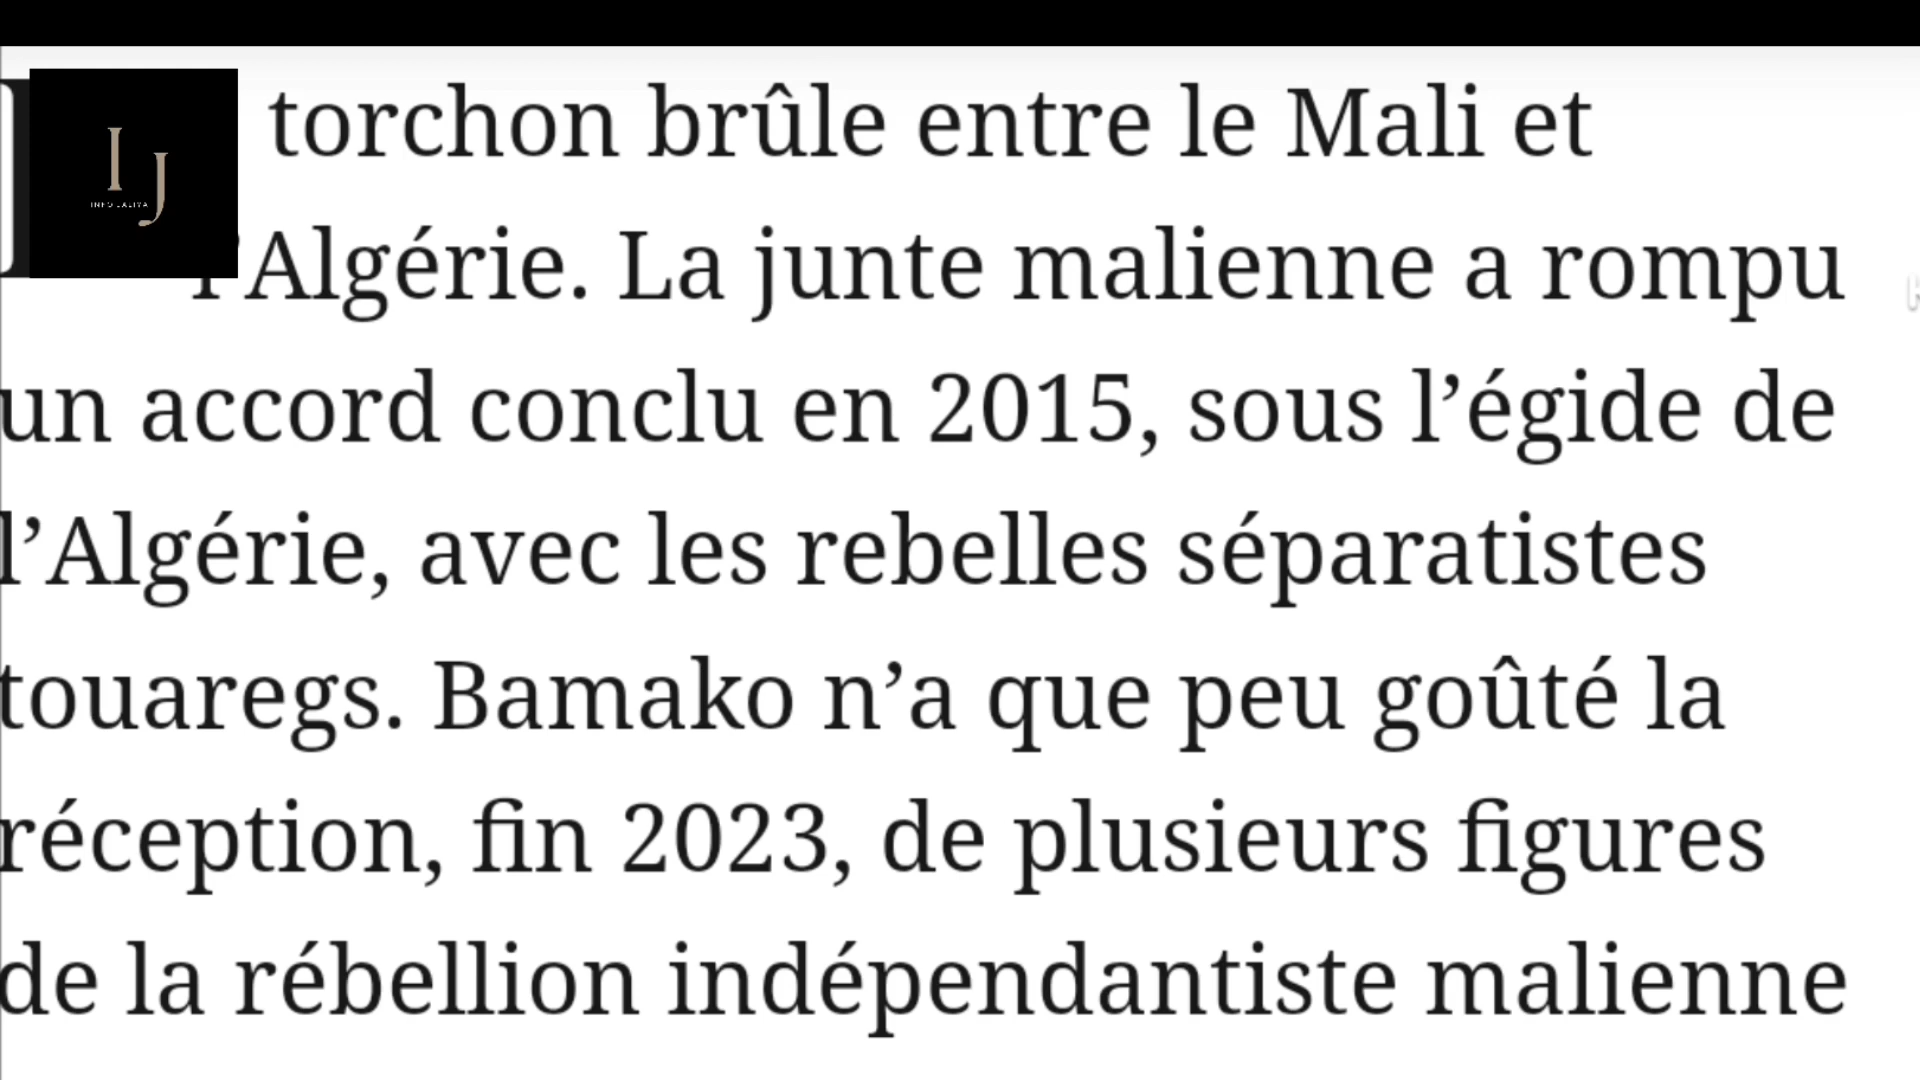 I
J
torchon brûle entre le Mali et
l’Algérie. La junte malienne a rompu
un accord conclu en 2015, sous l’égide de
l’Algérie, avec les rebelles séparatistes
touaregs. Bamako n’a que peu goûté la
réception, fin 2023, de plusieurs figures
de la rébellion indépendantiste malienne